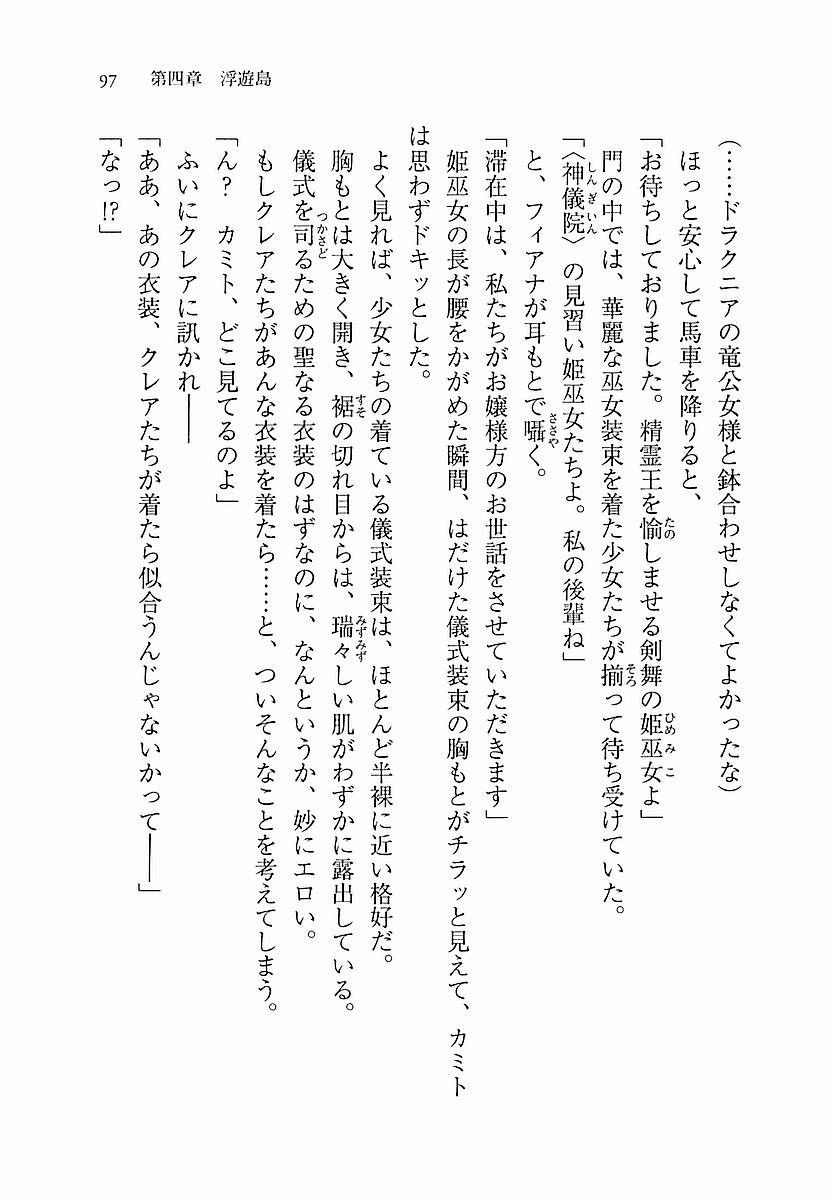 97　第四章　浮遊島
(……ドラクニアの竜公女様と鉢合わせしなくてよかったな)
ほっと安心して馬車を降りると、
「お待ちしておりました。精霊王を愉しませる剣舞の姫巫女よ」
門の中では、華麗な巫女装束を着た少女たちが揃って待ち受けていた。
「〈神儀院〉の見習い姫巫女たちよ。私の後輩ね」
と、フィアナが耳もとで囁く。
「滞在中は、私たちがお嬢様方のお世話をさせていただきます」
姫巫女の長が腰をかがめた瞬間、はだけた儀式装束の胸もとがチラッと見えて、カミト
は思わずドキッとした。
よく見れば、少女たちの着ている儀式装束は、ほとんど半裸に近い格好だ。
胸もとは大きく開き、裾の切れ目からは、瑞々しい肌がわずかに露出している。
儀式を司るための聖なる衣装のはずなのに、なんというか、妙にエロい。
もしクレアたちがあんな衣装を着たら……と、ついそんなことを考えてしまう。
「ん?　カミト、どこ見てるのよ」
ふいにクレアに訊かれ――
「ああ、あの衣装、クレアたちが着たら似合うんじゃないかって――」
「なっ!?」